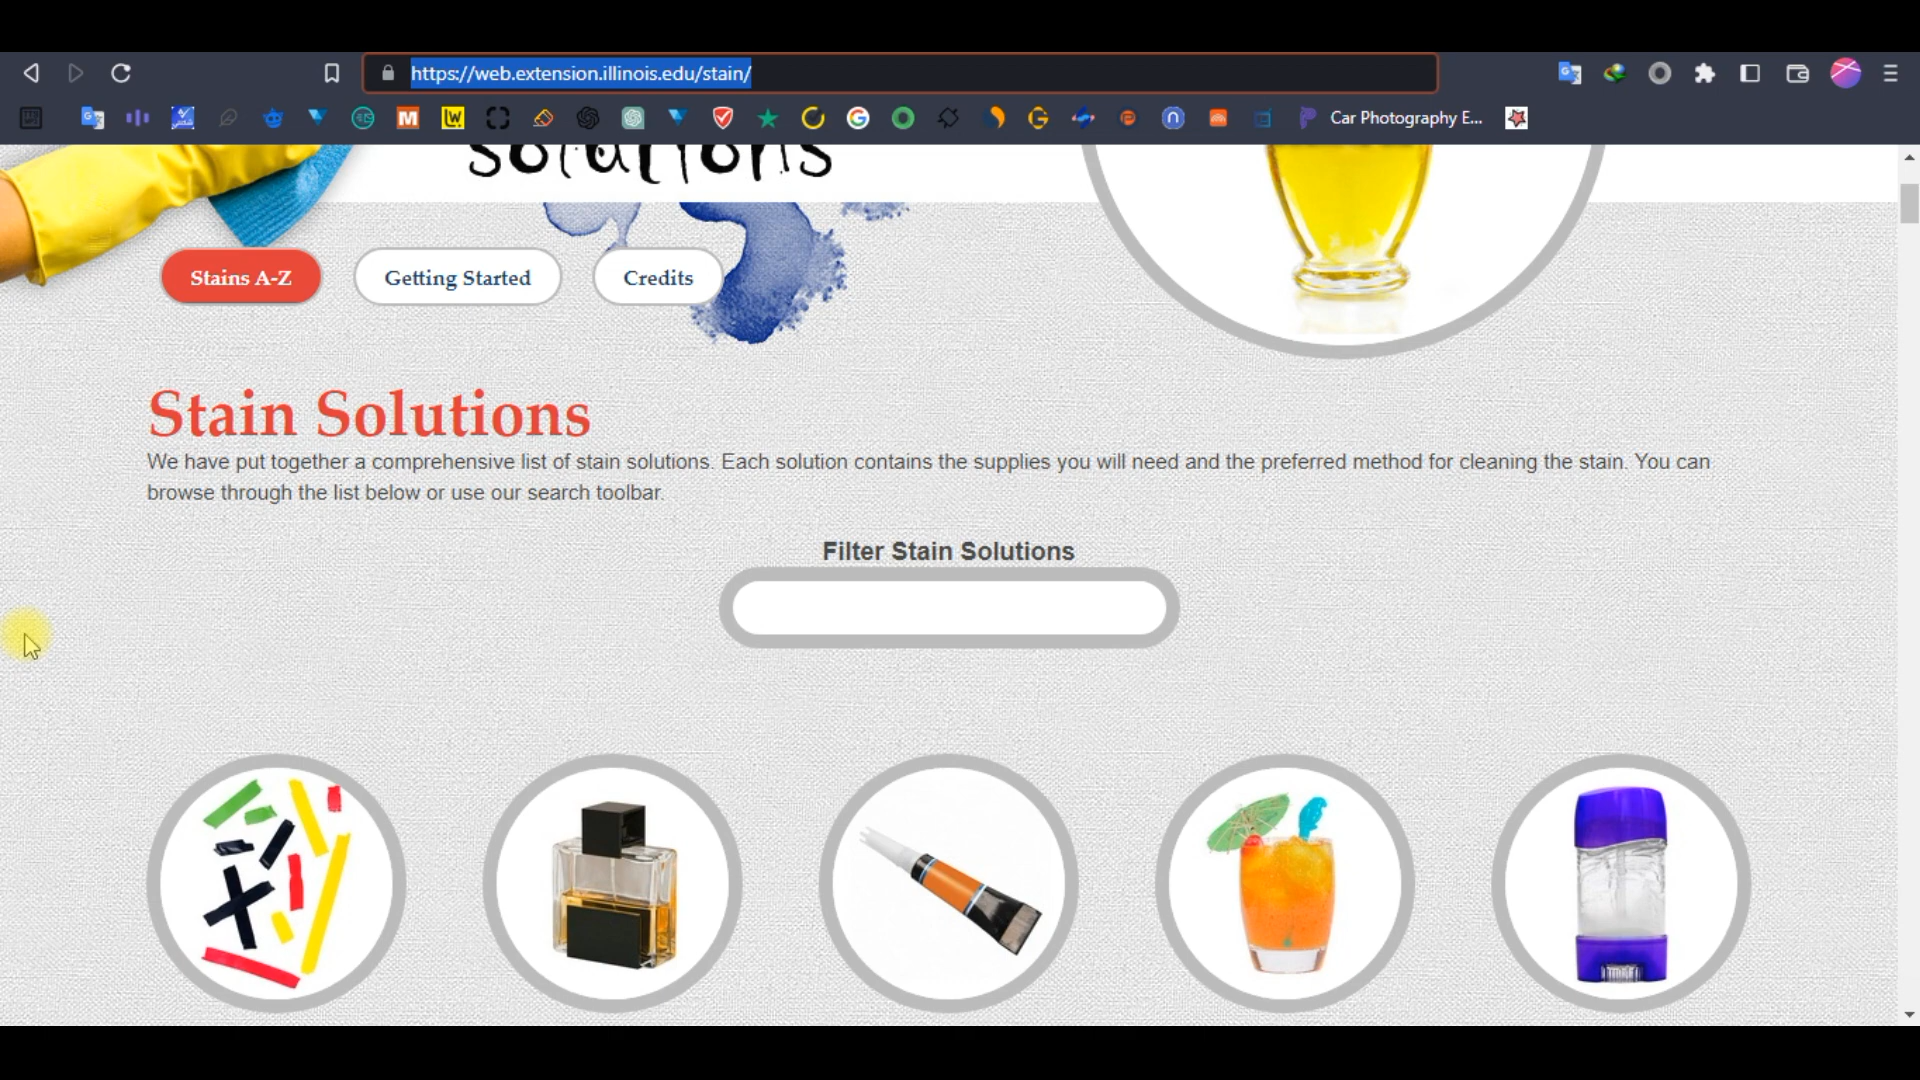 https://web.extension.illinois.edu/stain/
M
LW
G
Car Photography E...
solutions
Stains A-Z
Getting Started
Credits
Stain Solutions
We have put together a comprehensive list of stain solutions. Each solution contains the supplies you will need and the preferred method for cleaning the stain. You can
browse through the list below or use our search toolbar.
Filter Stain Solutions